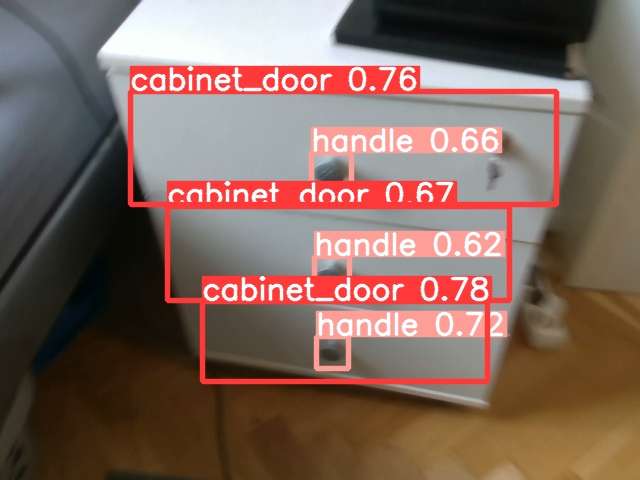 cabinet_door 0.76
handle 0.66
cabinet_door 0.67
handle 0.62
cabinet_door 0.78
handle 0.72